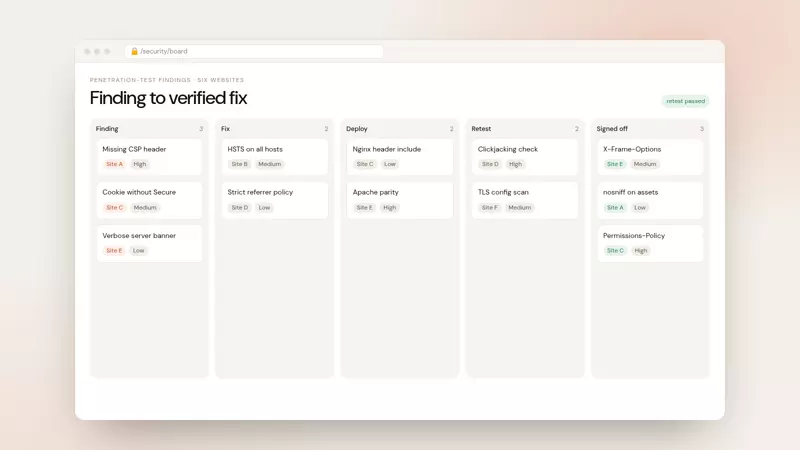 /security/board
PENETRATION-TEST FINDINGS · SIX WEBSITES
Finding to verified fix
retest passed
Finding 3
Missing CSP header
Site A High
Cookie without Secure
Site C Medium
Verbose server banner
Site E Low
Fix 2
HSTS on all hosts
Site B Medium
Strict referrer policy
Site D Low
Deploy 2
Nginx header include
Site C Low
Apache parity
Site E High
Retest 2
Clickjacking check
Site D High
TLS config scan
Site F Medium
Signed off 3
X-Frame-Options
Site E Medium
nosniff on assets
Site A Low
Permissions-Policy
Site C High